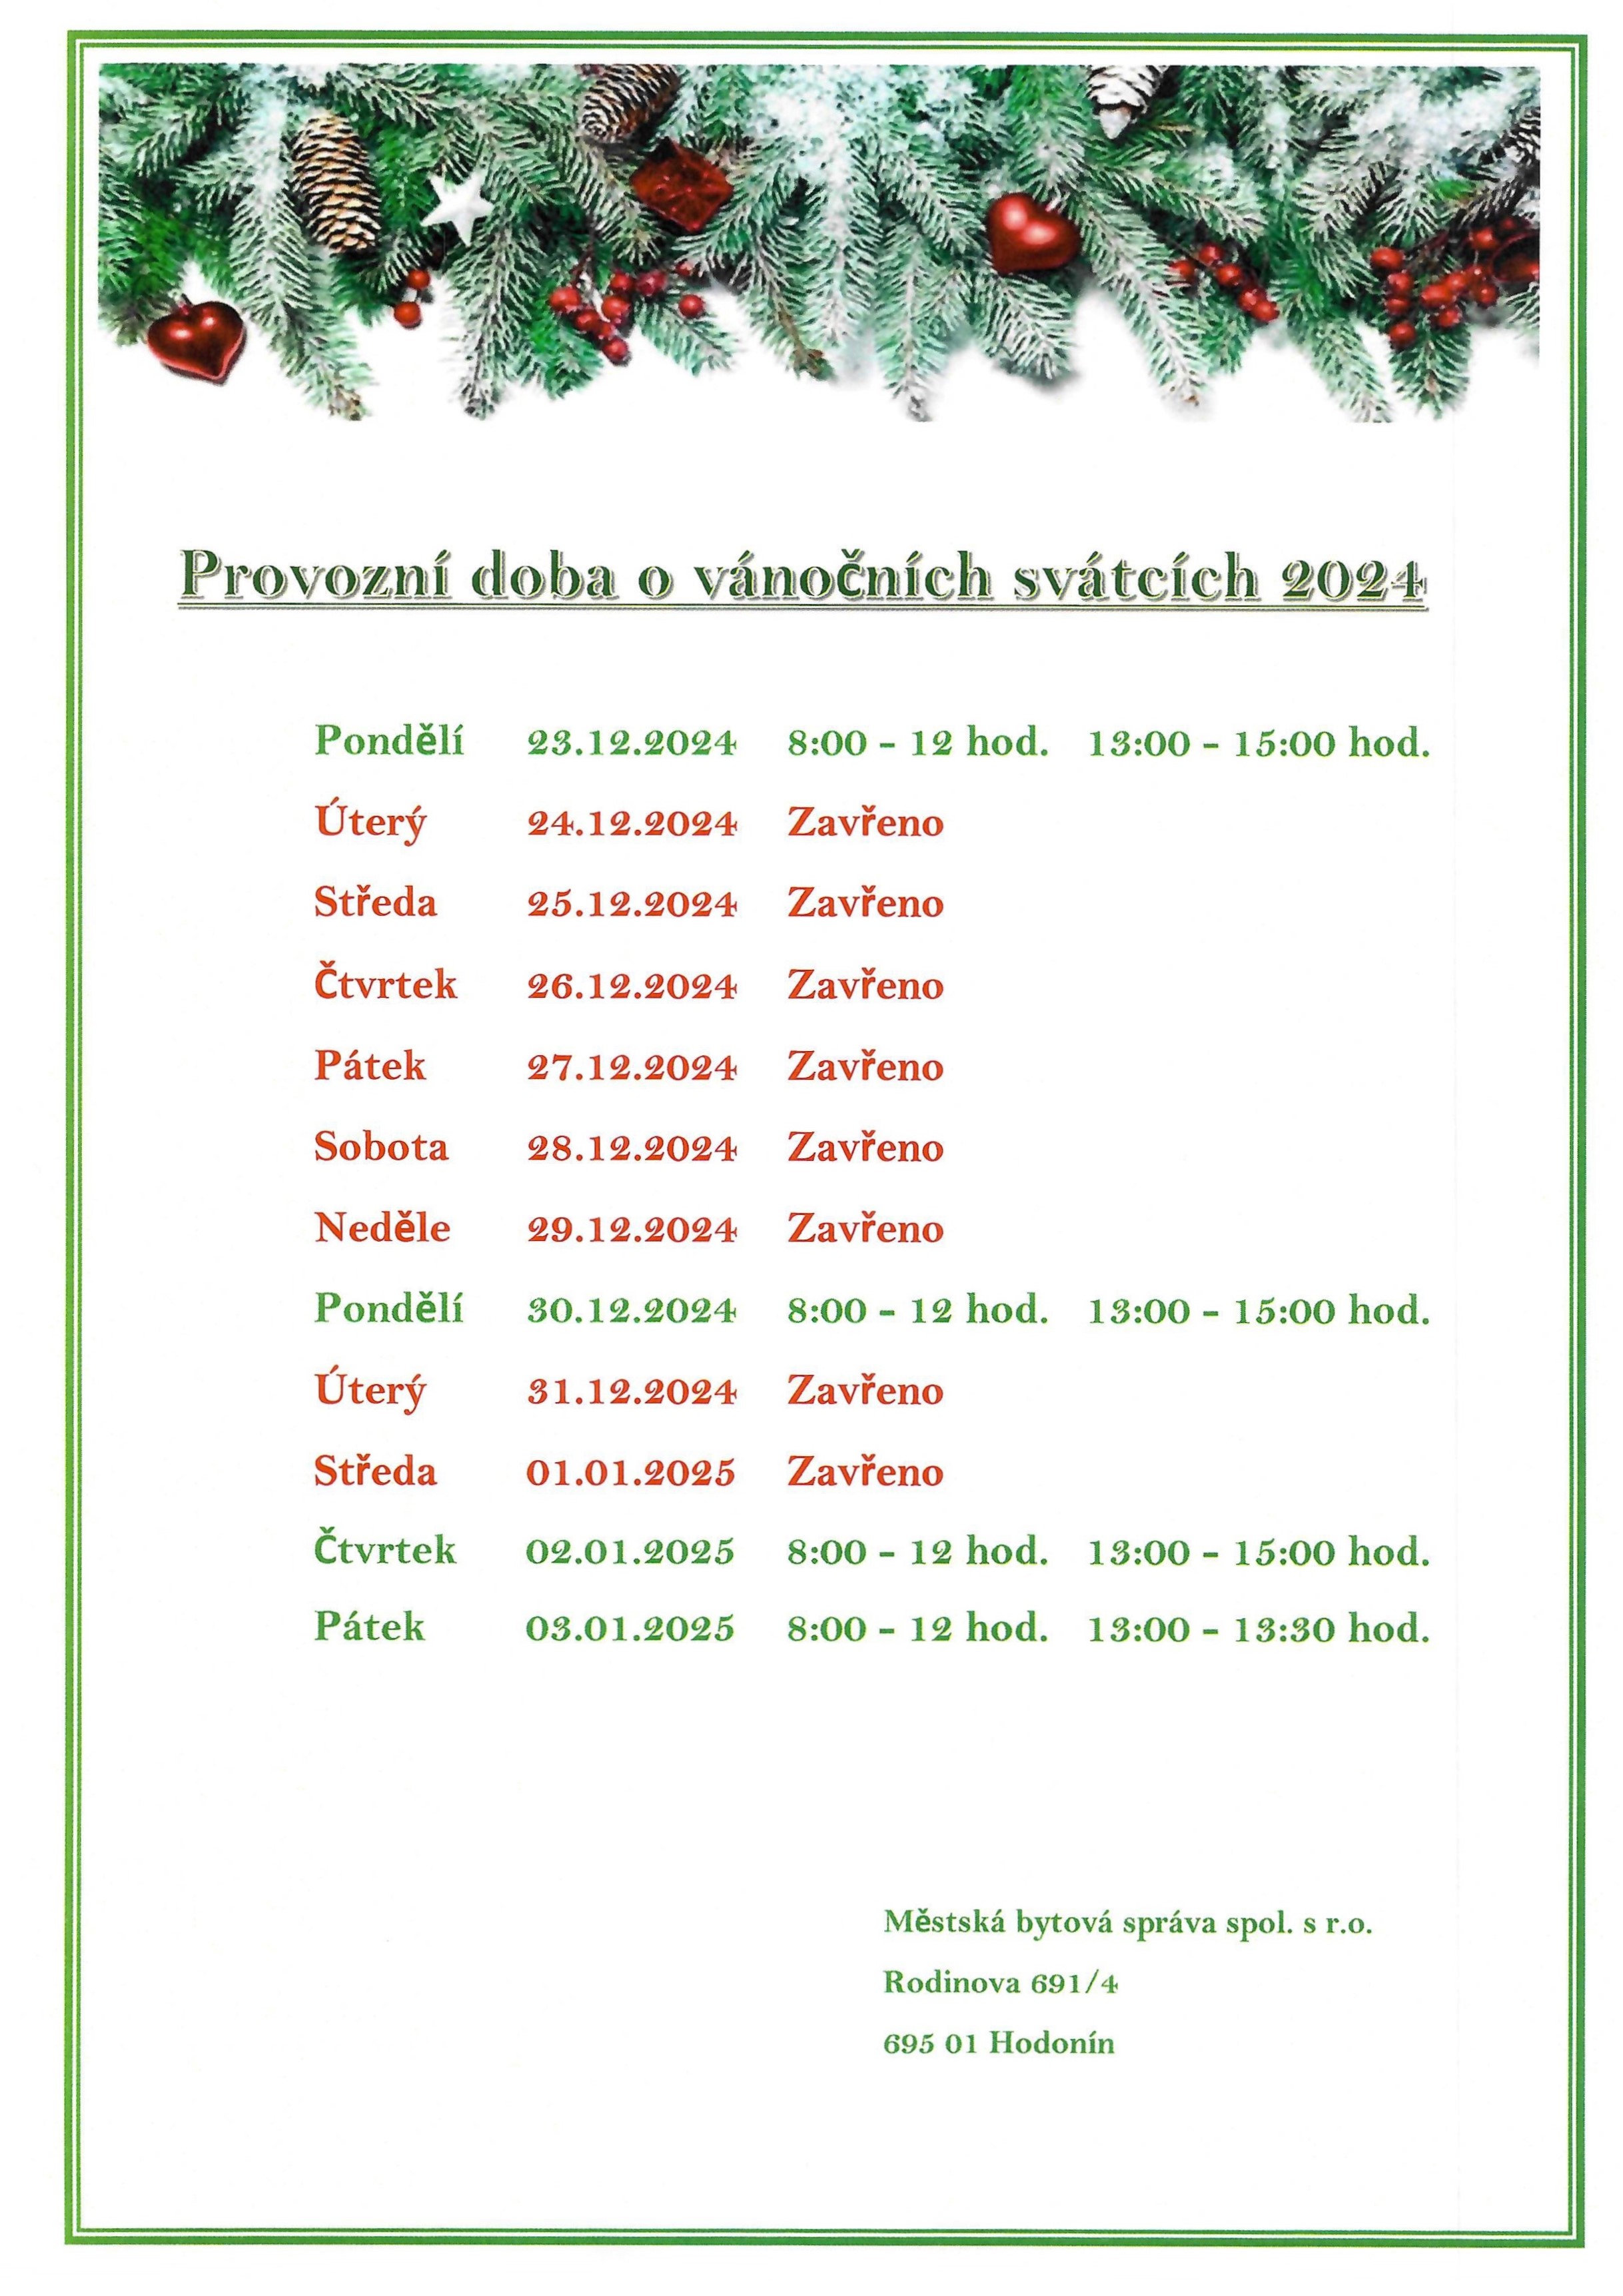 Provozní doba o vánočních svátcích 2024
Pondělí 23.12.2024 8:00 - 12 hod. 13:00 - 15:00 hod.
Úterý 24.12.2024 Zavřeno
Středa 25.12.2024 Zavřeno
Čtvrtek 26.12.2024 Zavřeno
Pátek 27.12.2024 Zavřeno
Sobota 28.12.2024 Zavřeno
Neděle 29.12.2024 Zavřeno
Pondělí 30.12.2024 8:00 - 12 hod. 13:00 - 15:00 hod.
Úterý 31.12.2024 Zavřeno
Středa 01.01.2025 Zavřeno
Čtvrtek 02.01.2025 8:00 - 12 hod. 13:00 - 15:00 hod.
Pátek 03.01.2025 8:00 - 12 hod. 13:00 - 13:30 hod.
Městská bytová správa spol. s r.o.
Rodinova 691/4
695 01 Hodonín